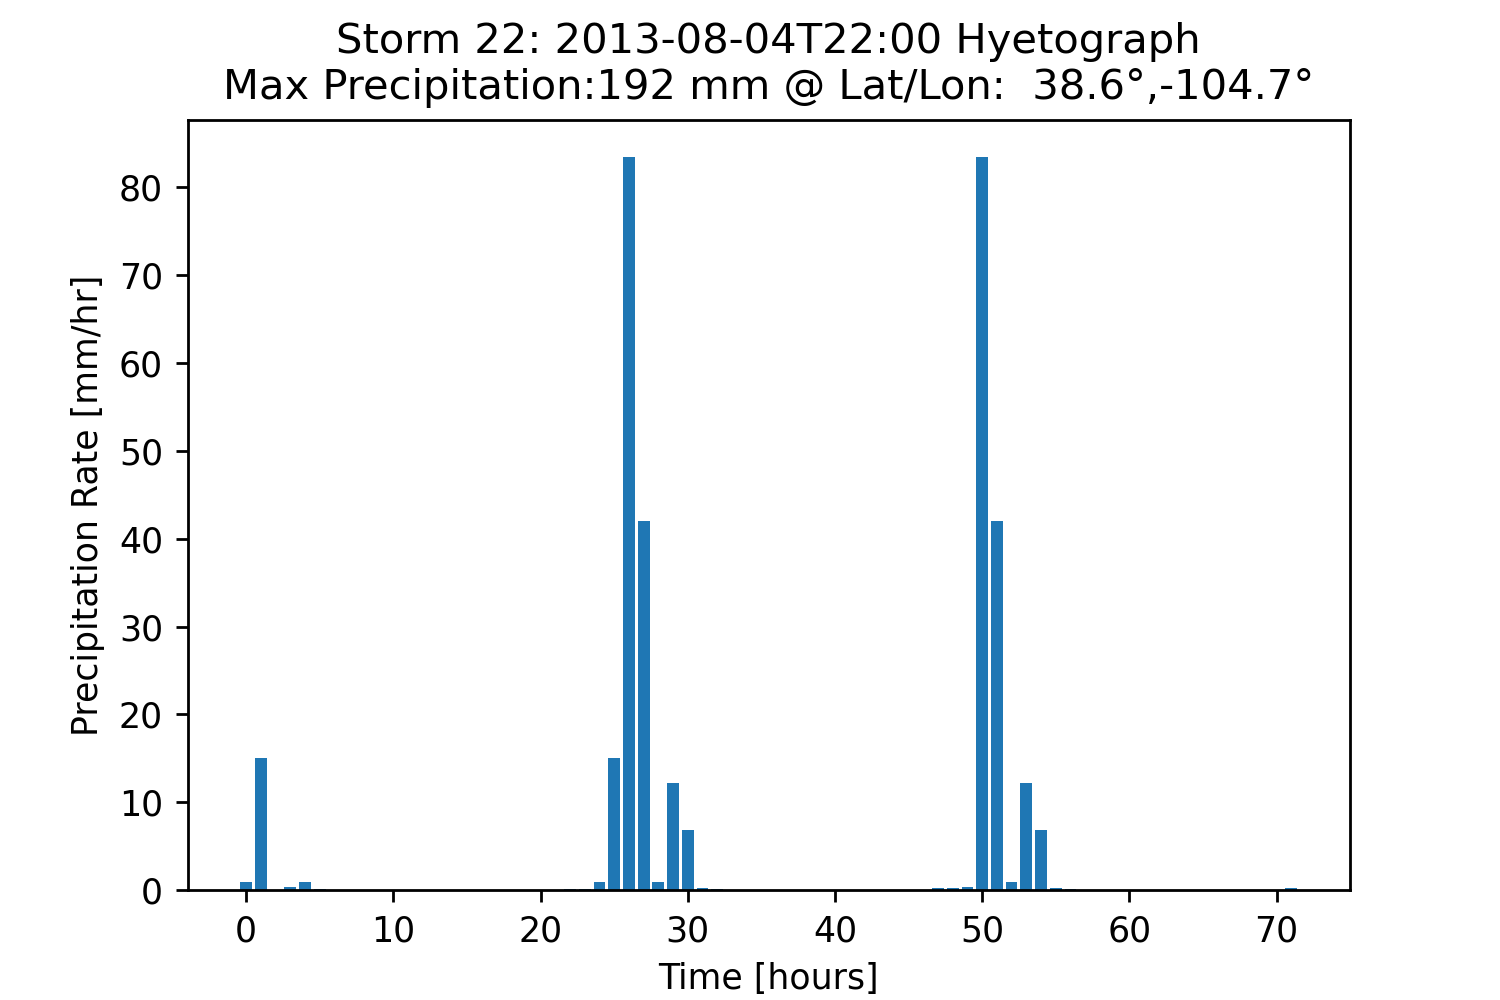 Storm 22: 2013-08-04T22:00 Hyetograph
Max Precipitation:192 mm @ Lat/Lon:  38.6°,-104.7°
Precipitation Rate [mm/hr]
80
70
60
50
40
30
20
10
0
0 10 20 30 40 50 60 70
Time [hours]